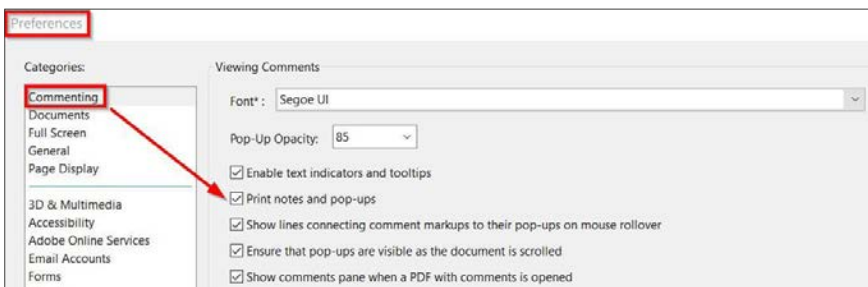 Preferences
Categories:
Commenting
Documents
Full Screen
General
Page Display
3D & Multimedia
Accessibility
Adobe Online Services
Email Accounts
Forms
Viewing Comments
Font* : Segoe UI
Pop-Up Opacity: 85
Enable text indicators and tooltips
Print notes and pop-ups
Show lines connecting comment markups to their pop-ups on mouse rollover
Ensure that pop-ups are visible as the document is scrolled
Show comments pane when a PDF with comments is opened